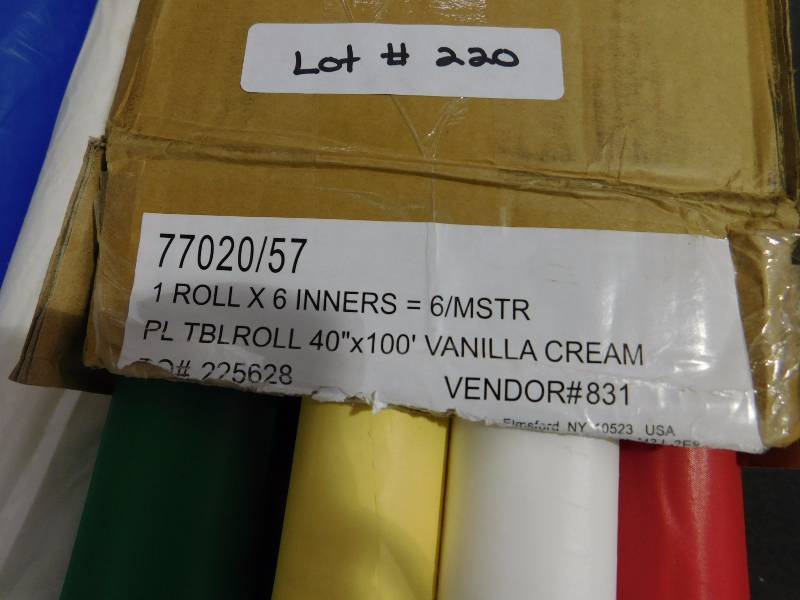 Lot # 220
77020/57
1 ROLL X 6 INNERS = 6/MSTR
PL TBLROLL 40"x100' VANILLA CREAM
PO# 225628 VENDOR#831
Elmsford NY 10523 USA